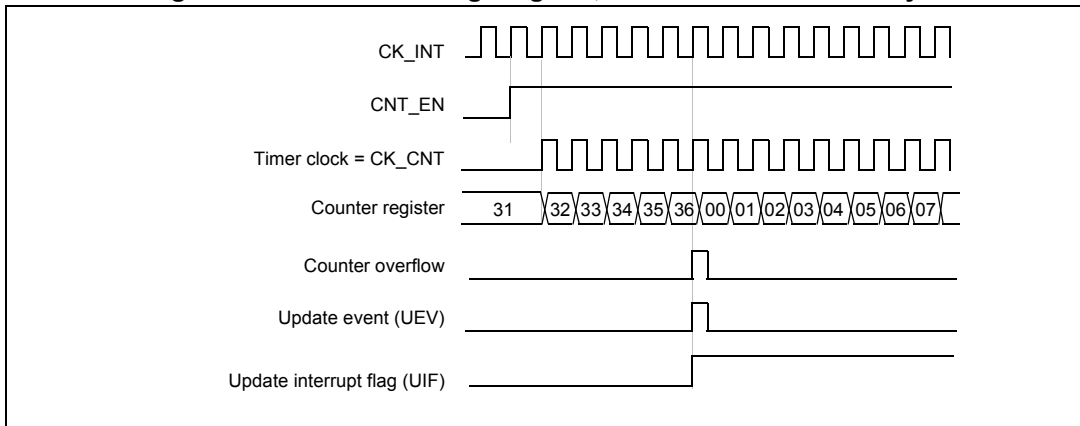 CK_INT
CNT_EN
Timer clock = CK_CNT
Counter register 31 32 33 34 35 36 00 01 02 03 04 05 06 07
Counter overflow
Update event (UEV)
Update interrupt flag (UIF)